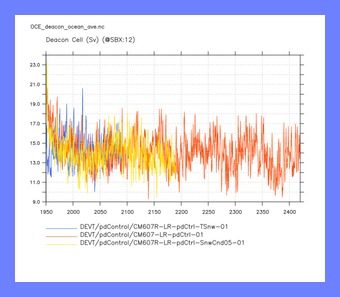 OCE_deacon_ocean_ave.nc
Deacon Cell (Sv) (@SBX:12)
23.0
21.0
19.0
17.0
15.0
13.0
11.0
9.0
1950 2000 2050 2100 2150 2200 2250 2300 2350 2400
DEVT/pdControl/CM607R-LR-pdCtrl-TSnw-01
DEVT/pdControl/CM607-LR-pdCtrl-01
DEVT/pdControl/CM607R-LR-pdCtrl-SnwCnd05-01